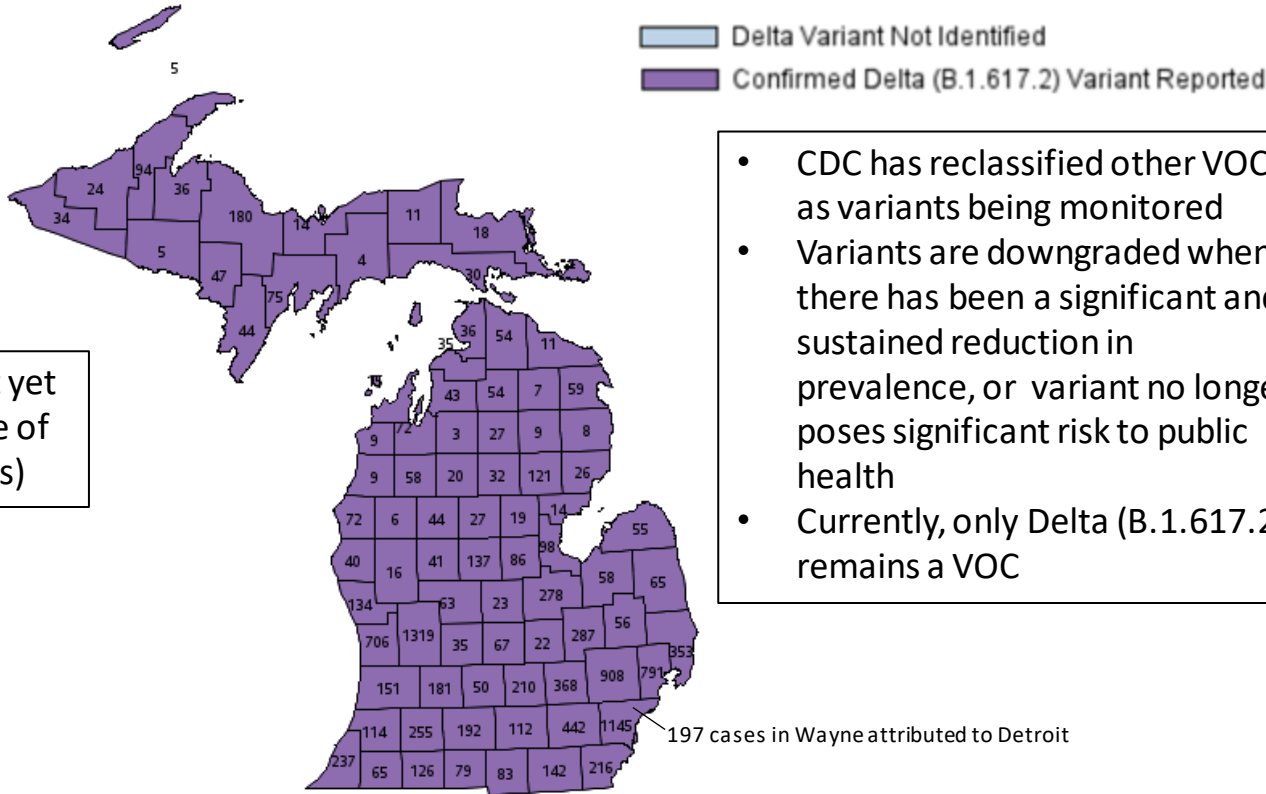 Delta Variant Not Identified
Confirmed Delta (B.1.617.2) Variant Reported
• CDC has reclassified other VOC
as variants being monitored
• Variants are downgraded when
there has been a significant and
sustained reduction in
prevalence, or variant no longe
poses significant risk to public
health
• Currently, only Delta (B.1.617.2
remains a VOC
yet
e of
s)
5
94
24 36
34 180 14 11 18
5 4
47 30
75
44
36 54 11
35
43 54 7 59
72
9 3 27 9 8
9 58 20 32 121 26
72 6 44 27 19 14
55
40 16 41 137 86 98
58 65
134 63 23 278
56
706 1319 35 67 22 287
353
151 181 50 210 368 908 791
114 255 192 112 442 1145
197 cases in Wayne attributed to Detroit
237 65 126 79 83 142 216